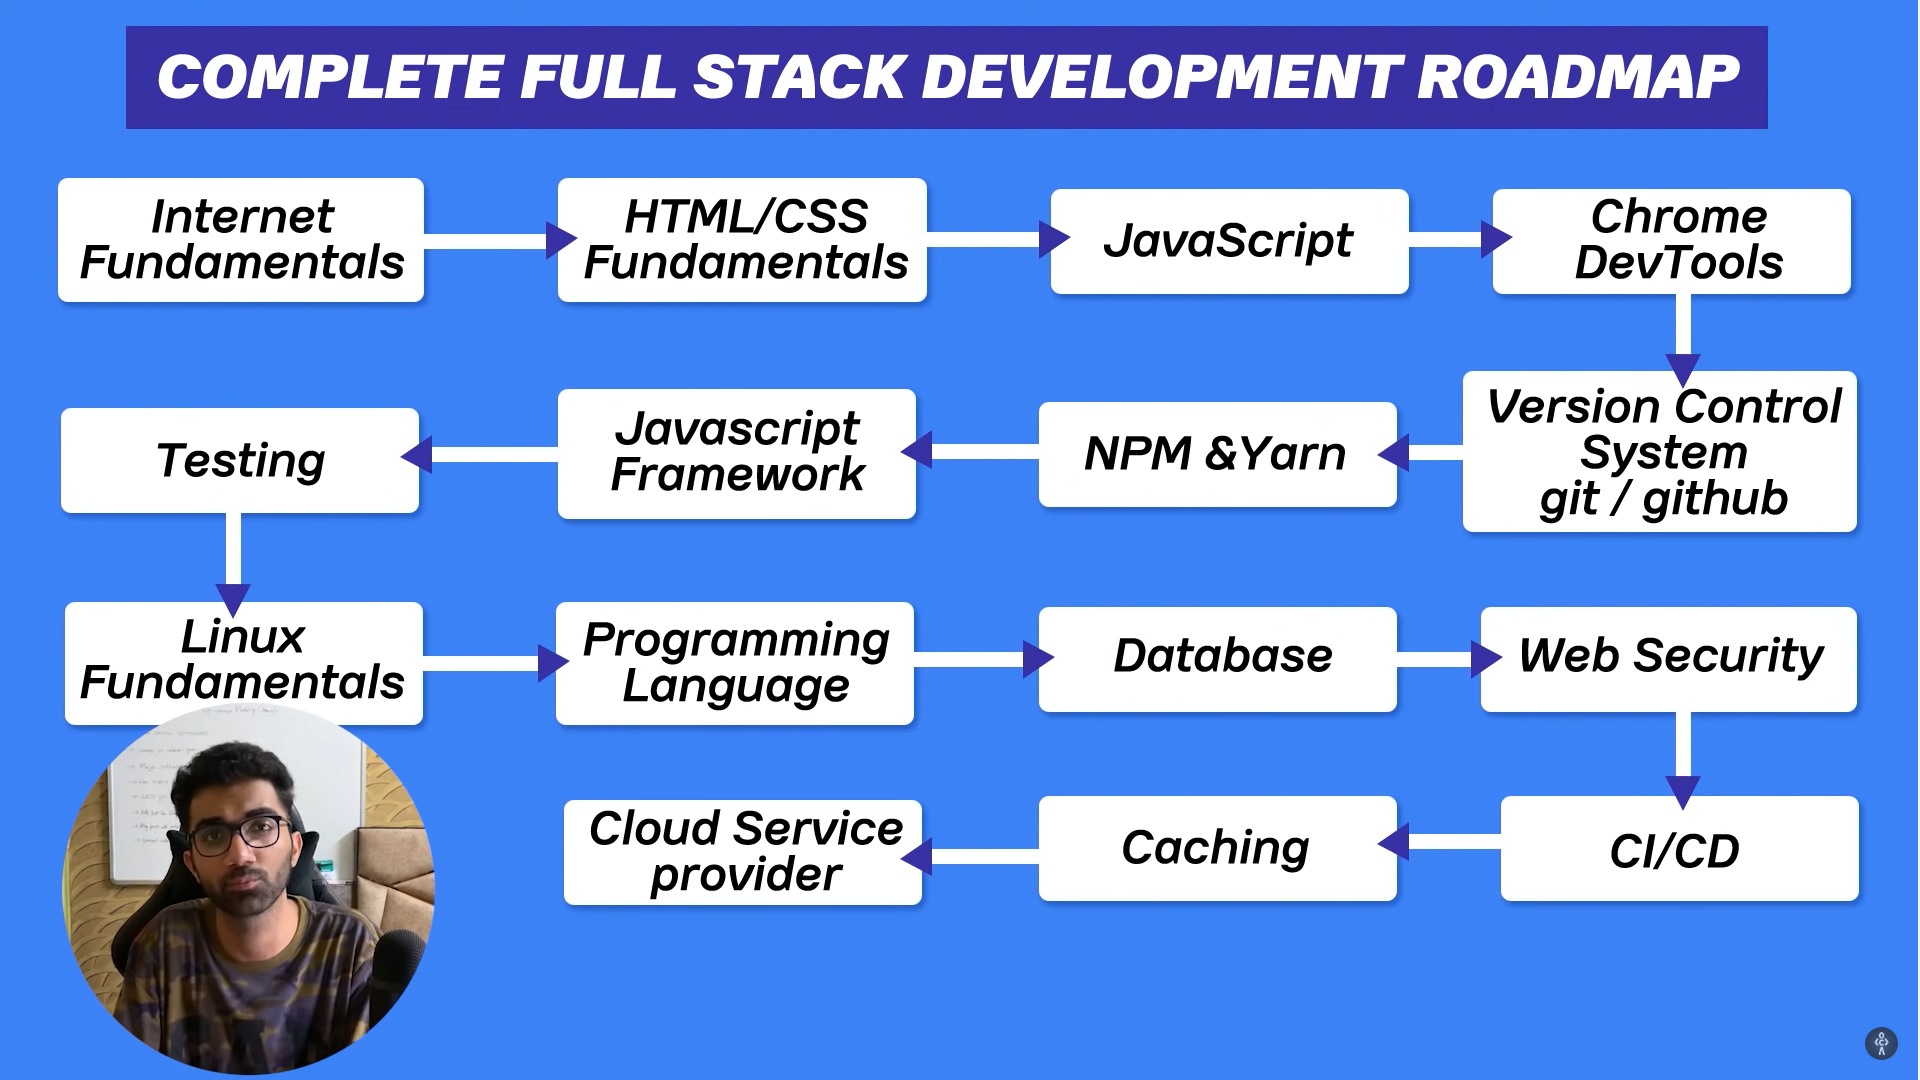 COMPLETE FULL STACK DEVELOPMENT ROADMAP
Internet
Fundamentals
HTML/CSS
Fundamentals
JavaScript
Chrome
DevTools
Version Control
System
git / github
NPM &Yarn
Javascript
Framework
Testing
Linux
Fundamentals
Programming
Language
Database
Web Security
CI/CD
Caching
Cloud Service
provider